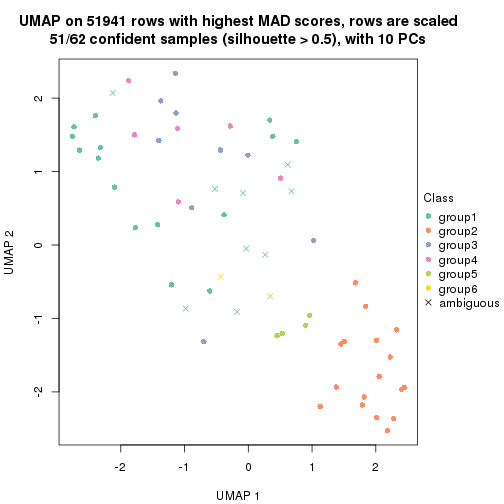 UMAP on 51941 rows with highest MAD scores, rows are scaled
51/62 confident samples (silhouette > 0.5), with 10 PCs
2
1
0
-1
-2
UMAP 2
-2
-1
0
1
2
UMAP 1
Class
group1
group2
group3
group4
group5
group6
ambiguous